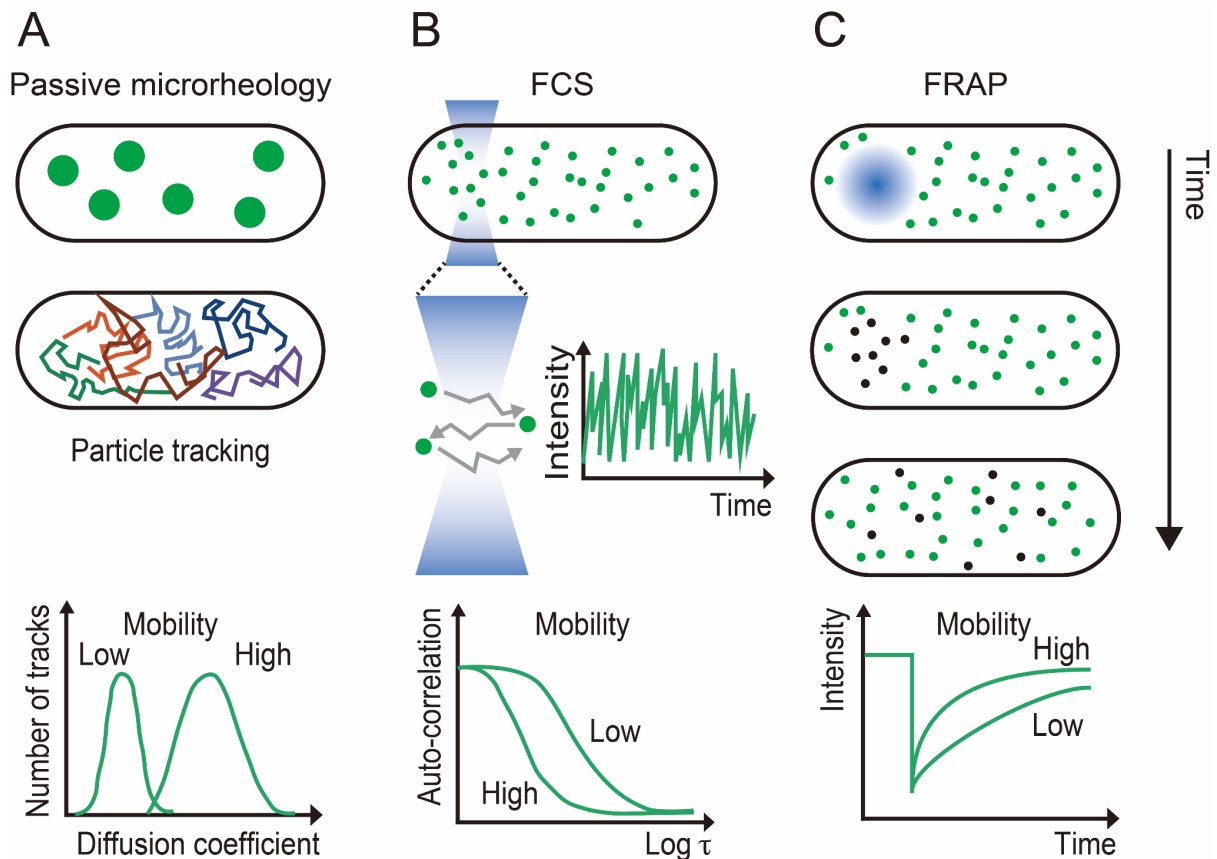 A
Passive microrheology
Particle tracking
Number of tracks
Mobility
Low
High
Diffusion coefficient
B
FCS
Intensity
Time
Auto-correlation
Mobility
Low
High
Log τ
C
FRAP
Time
Intensity
Mobility
High
Low
Time